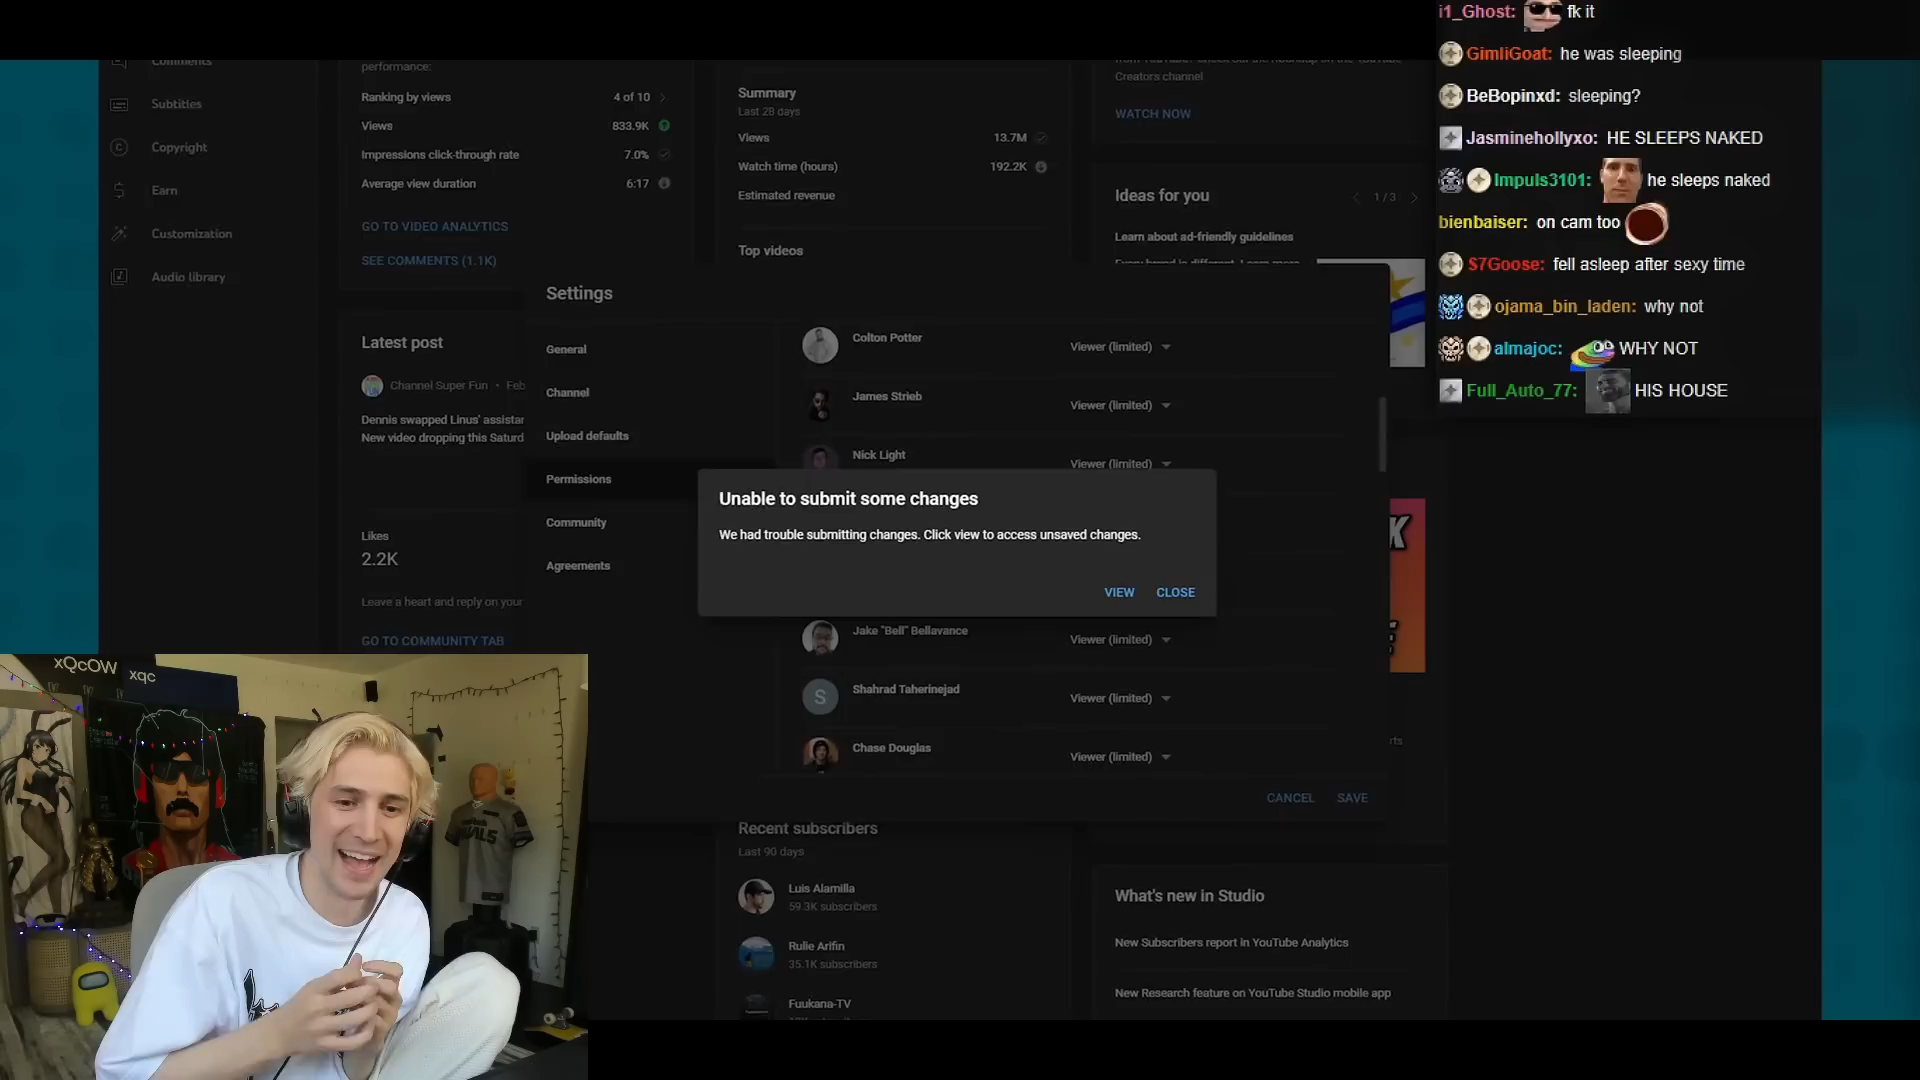 Comments
Subtitles
Copyright
Earn
Customization
Audio library
performance:
Ranking by views 4 of 10
Views 833.9K
Impressions click-through rate 7.0%
Average view duration 6:17
GO TO VIDEO ANALYTICS
SEE COMMENTS (1.1K)
Latest post
Channel Super Fun • Feb
Dennis swapped Linus' assistan
New video dropping this Saturd
Likes
2.2K
Leave a heart and reply on your
GO TO COMMUNITY TAB
Summary
Last 28 days
Views 13.7M
Watch time (hours) 192.2K
Estimated revenue
Top videos
Creators channel
WATCH NOW
Ideas for you 1 / 3
Learn about ad-friendly guidelines
Settings
General
Channel
Upload defaults
Permissions
Community
Agreements
Colton Potter Viewer (limited)
James Strieb Viewer (limited)
Nick Light Viewer (limited)
Unable to submit some changes
We had trouble submitting changes. Click view to access unsaved changes.
VIEW CLOSE
Jake "Bell" Bellavance Viewer (limited)
S Shahrad Taherinejad Viewer (limited)
Chase Douglas Viewer (limited)
CANCEL SAVE
rts
Recent subscribers
Last 90 days
Luis Alamilla
59.3K subscribers
Rulie Arifin
35.1K subscribers
Fuukana-TV
What's new in Studio
New Subscribers report in YouTube Analytics
New Research feature on YouTube Studio mobile app
i1_Ghost: fk it
GimliGoat: he was sleeping
BeBopinxd: sleeping?
Jasminehollyxo: HE SLEEPS NAKED
Impuls3101: he sleeps naked
bienbaiser: on cam too
S7Goose: fell asleep after sexy time
ojama_bin_laden: why not
almajoc: WHY NOT
Full_Auto_77: HIS HOUSE
xQcOW
xqc